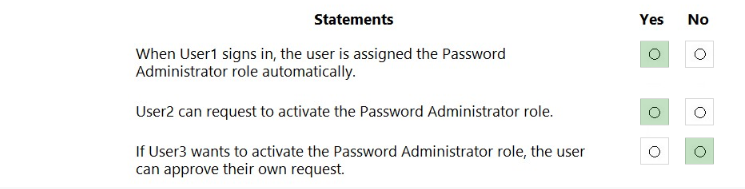 Statements Yes No
When User1 signs in, the user is assigned the Password
Administrator role automatically.
User2 can request to activate the Password Administrator role.
If User3 wants to activate the Password Administrator role, the user
can approve their own request.